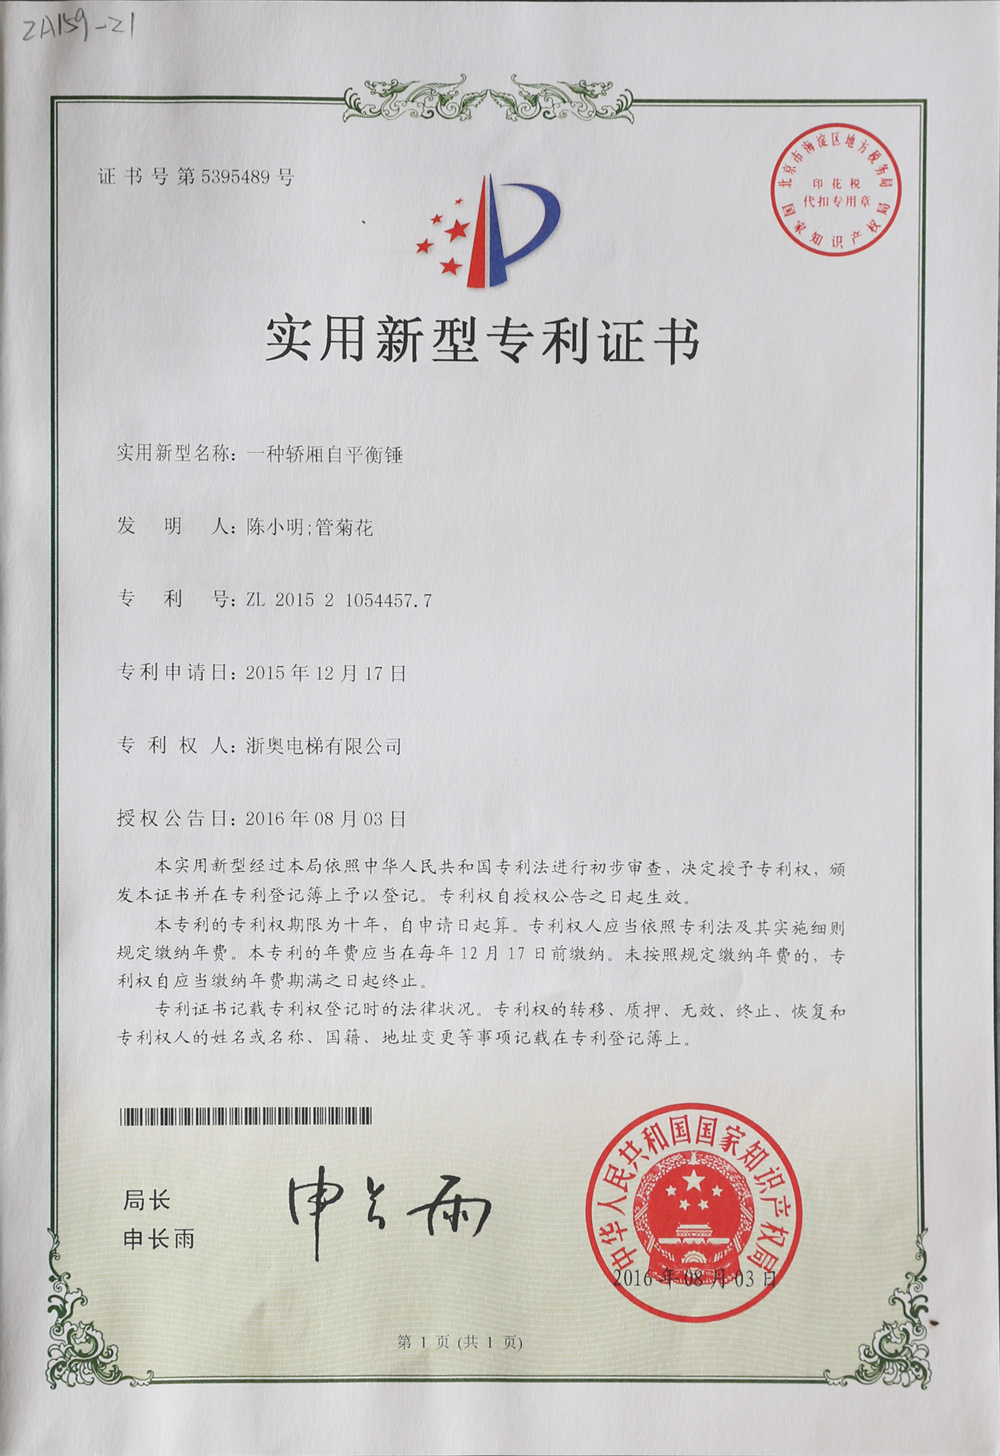 ZA159-Z1
证书号第5395489号
北京市海淀区地方税务局
印花税
代扣专用章
国家知识产权局
实用新型专利证书
实用新型名称：一种轿厢自平衡锤
发明人：陈小明;管菊花
专利号：ZL 2015 2 1054457.7
专利申请日：2015年12月17日
专利权人：浙奥电梯有限公司
授权公告日：2016年08月03日
本实用新型经过本局依照中华人民共和国专利法进行初步审查，决定授予专利权，颁
发本证书并在专利登记簿上予以登记。专利权自授权公告之日起生效。
本专利的专利权期限为十年，自申请日起算。专利权人应当依照专利法及其实施细则
规定缴纳年费。本专利的年费应当在每年12月17日前缴纳。未按照规定缴纳年费的，专
利权自应当缴纳年费期满之日起终止。
专利证书记载专利权登记时的法律状况。专利权的转移、质押、无效、终止、恢复和
专利权人的姓名或名称、国籍、地址变更等事项记载在专利登记簿上。
局长
申长雨
申长雨
中华人民共和国国家知识产权局
2016年08月03日
第1页(共1页)